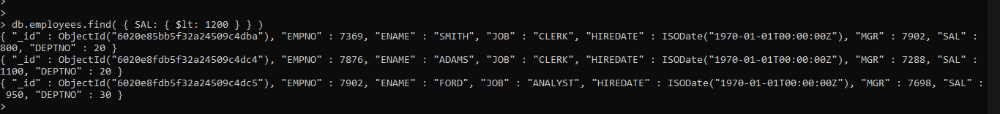 >
>
> db.employees.find( { SAL: { $lt: 1200 } } )
{ "_id" : ObjectId("6020e85bb5f32a24509c4dba"), "EMPNO" : 7369, "ENAME" : "SMITH", "JOB" : "CLERK", "HIREDATE" : ISODate("1970-01-01T00:00:00Z"), "MGR" : 7902, "SAL" :
800, "DEPTNO" : 20 }
{ "_id" : ObjectId("6020e8fdb5f32a24509c4dc4"), "EMPNO" : 7876, "ENAME" : "ADAMS", "JOB" : "CLERK", "HIREDATE" : ISODate("1970-01-01T00:00:00Z"), "MGR" : 7288, "SAL" :
1100, "DEPTNO" : 20 }
{ "_id" : ObjectId("6020e8fdb5f32a24509c4dc5"), "EMPNO" : 7902, "ENAME" : "FORD", "JOB" : "ANALYST", "HIREDATE" : ISODate("1970-01-01T00:00:00Z"), "MGR" : 7698, "SAL" :
 950, "DEPTNO" : 30 }
>